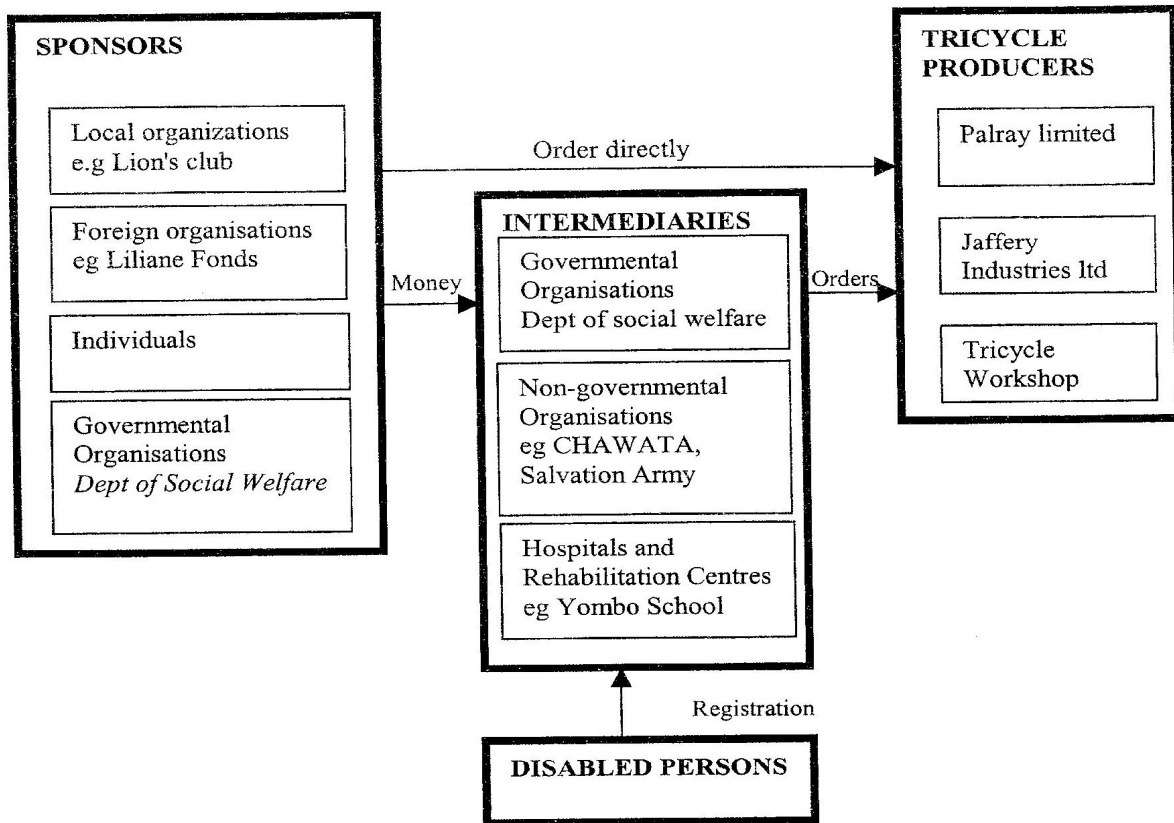 SPONSORS
Local organizations
e.g Lion's club
Foreign organisations
eg Liliane Fonds
Individuals
Governmental
Organisations
Dept of Social Welfare
Order directly
Money
INTERMEDIARIES
Governmental
Organisations
Dept of social welfare
Non-governmental
Organisations
eg CHAWATA,
Salvation Army
Hospitals and
Rehabilitation Centres
eg Yombo School
Orders
TRICYCLE
PRODUCERS
Palray limited
Jaffery
Industries ltd
Tricycle
Workshop
Registration
DISABLED PERSONS